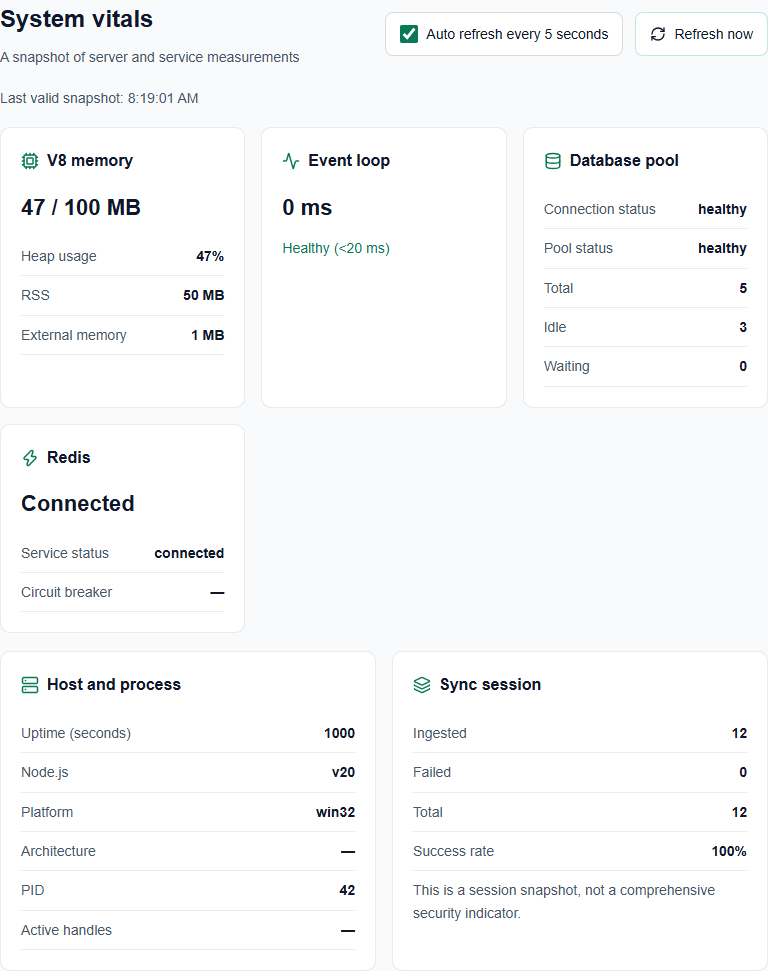 System vitals
Auto refresh every 5 seconds
Refresh now
A snapshot of server and service measurements
Last valid snapshot: 8:19:01 AM
V8 memory
47 / 100 MB
Heap usage 47%
RSS 50 MB
External memory 1 MB
Event loop
0 ms
Healthy (<20 ms)
Database pool
Connection status healthy
Pool status healthy
Total 5
Idle 3
Waiting 0
Redis
Connected
Service status connected
Circuit breaker —
Host and process
Uptime (seconds) 1000
Node.js v20
Platform win32
Architecture —
PID 42
Active handles —
Sync session
Ingested 12
Failed 0
Total 12
Success rate 100%
This is a session snapshot, not a comprehensive
security indicator.